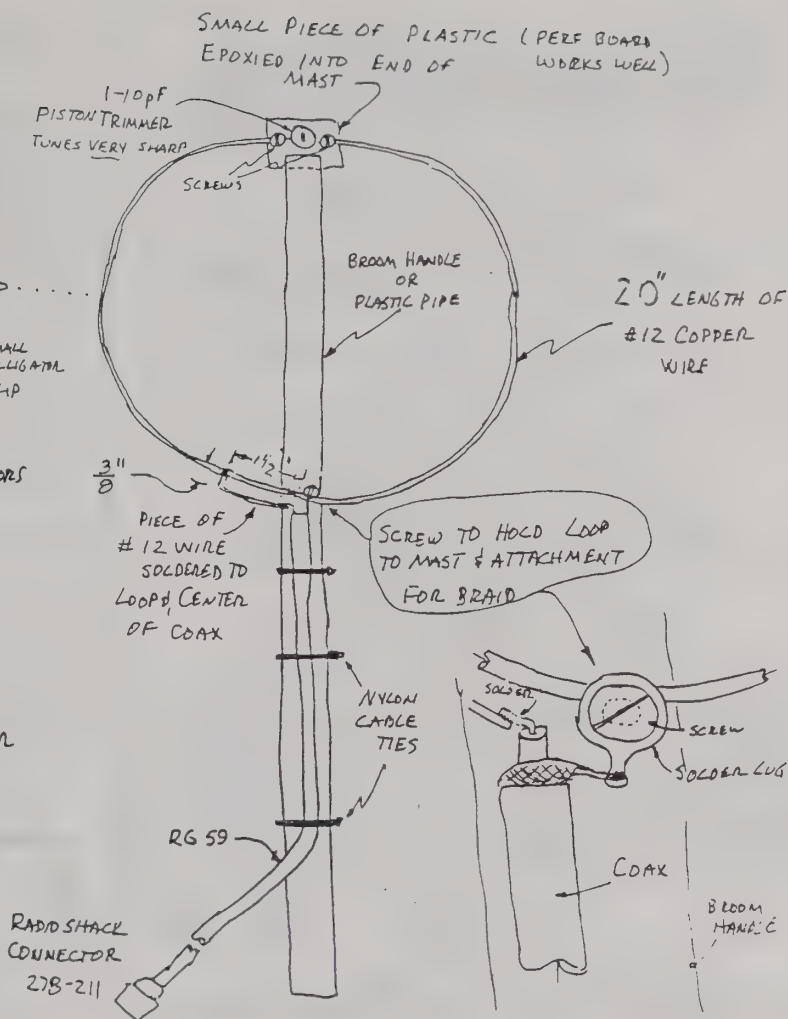 SMALL PIECE OF PLASTIC (PERF BOARD
EPOXIED INTO END OF WORKS WELL)
MAST
1-10pF
PISTON TRIMMER
TUNES VERY SHARP
SCREWS
BROOM HANDLE
OR
PLASTIC PIPE
20" LENGTH OF
#12 COPPER
WIRE
1 1/2"
3"
8
PIECE OF
#12 WIRE
SOLDERED TO
LOOP & CENTER
OF COAX
SCREW TO HOLD LOOP
TO MAST & ATTACHMENT
FOR BRAID
NYLON
CABLE
TIES
SOLDER
SCREW
SOLDER LUG
RG 59
COAX
RADIO SHACK
CONNECTOR
278-211
BROOM
HANDLE